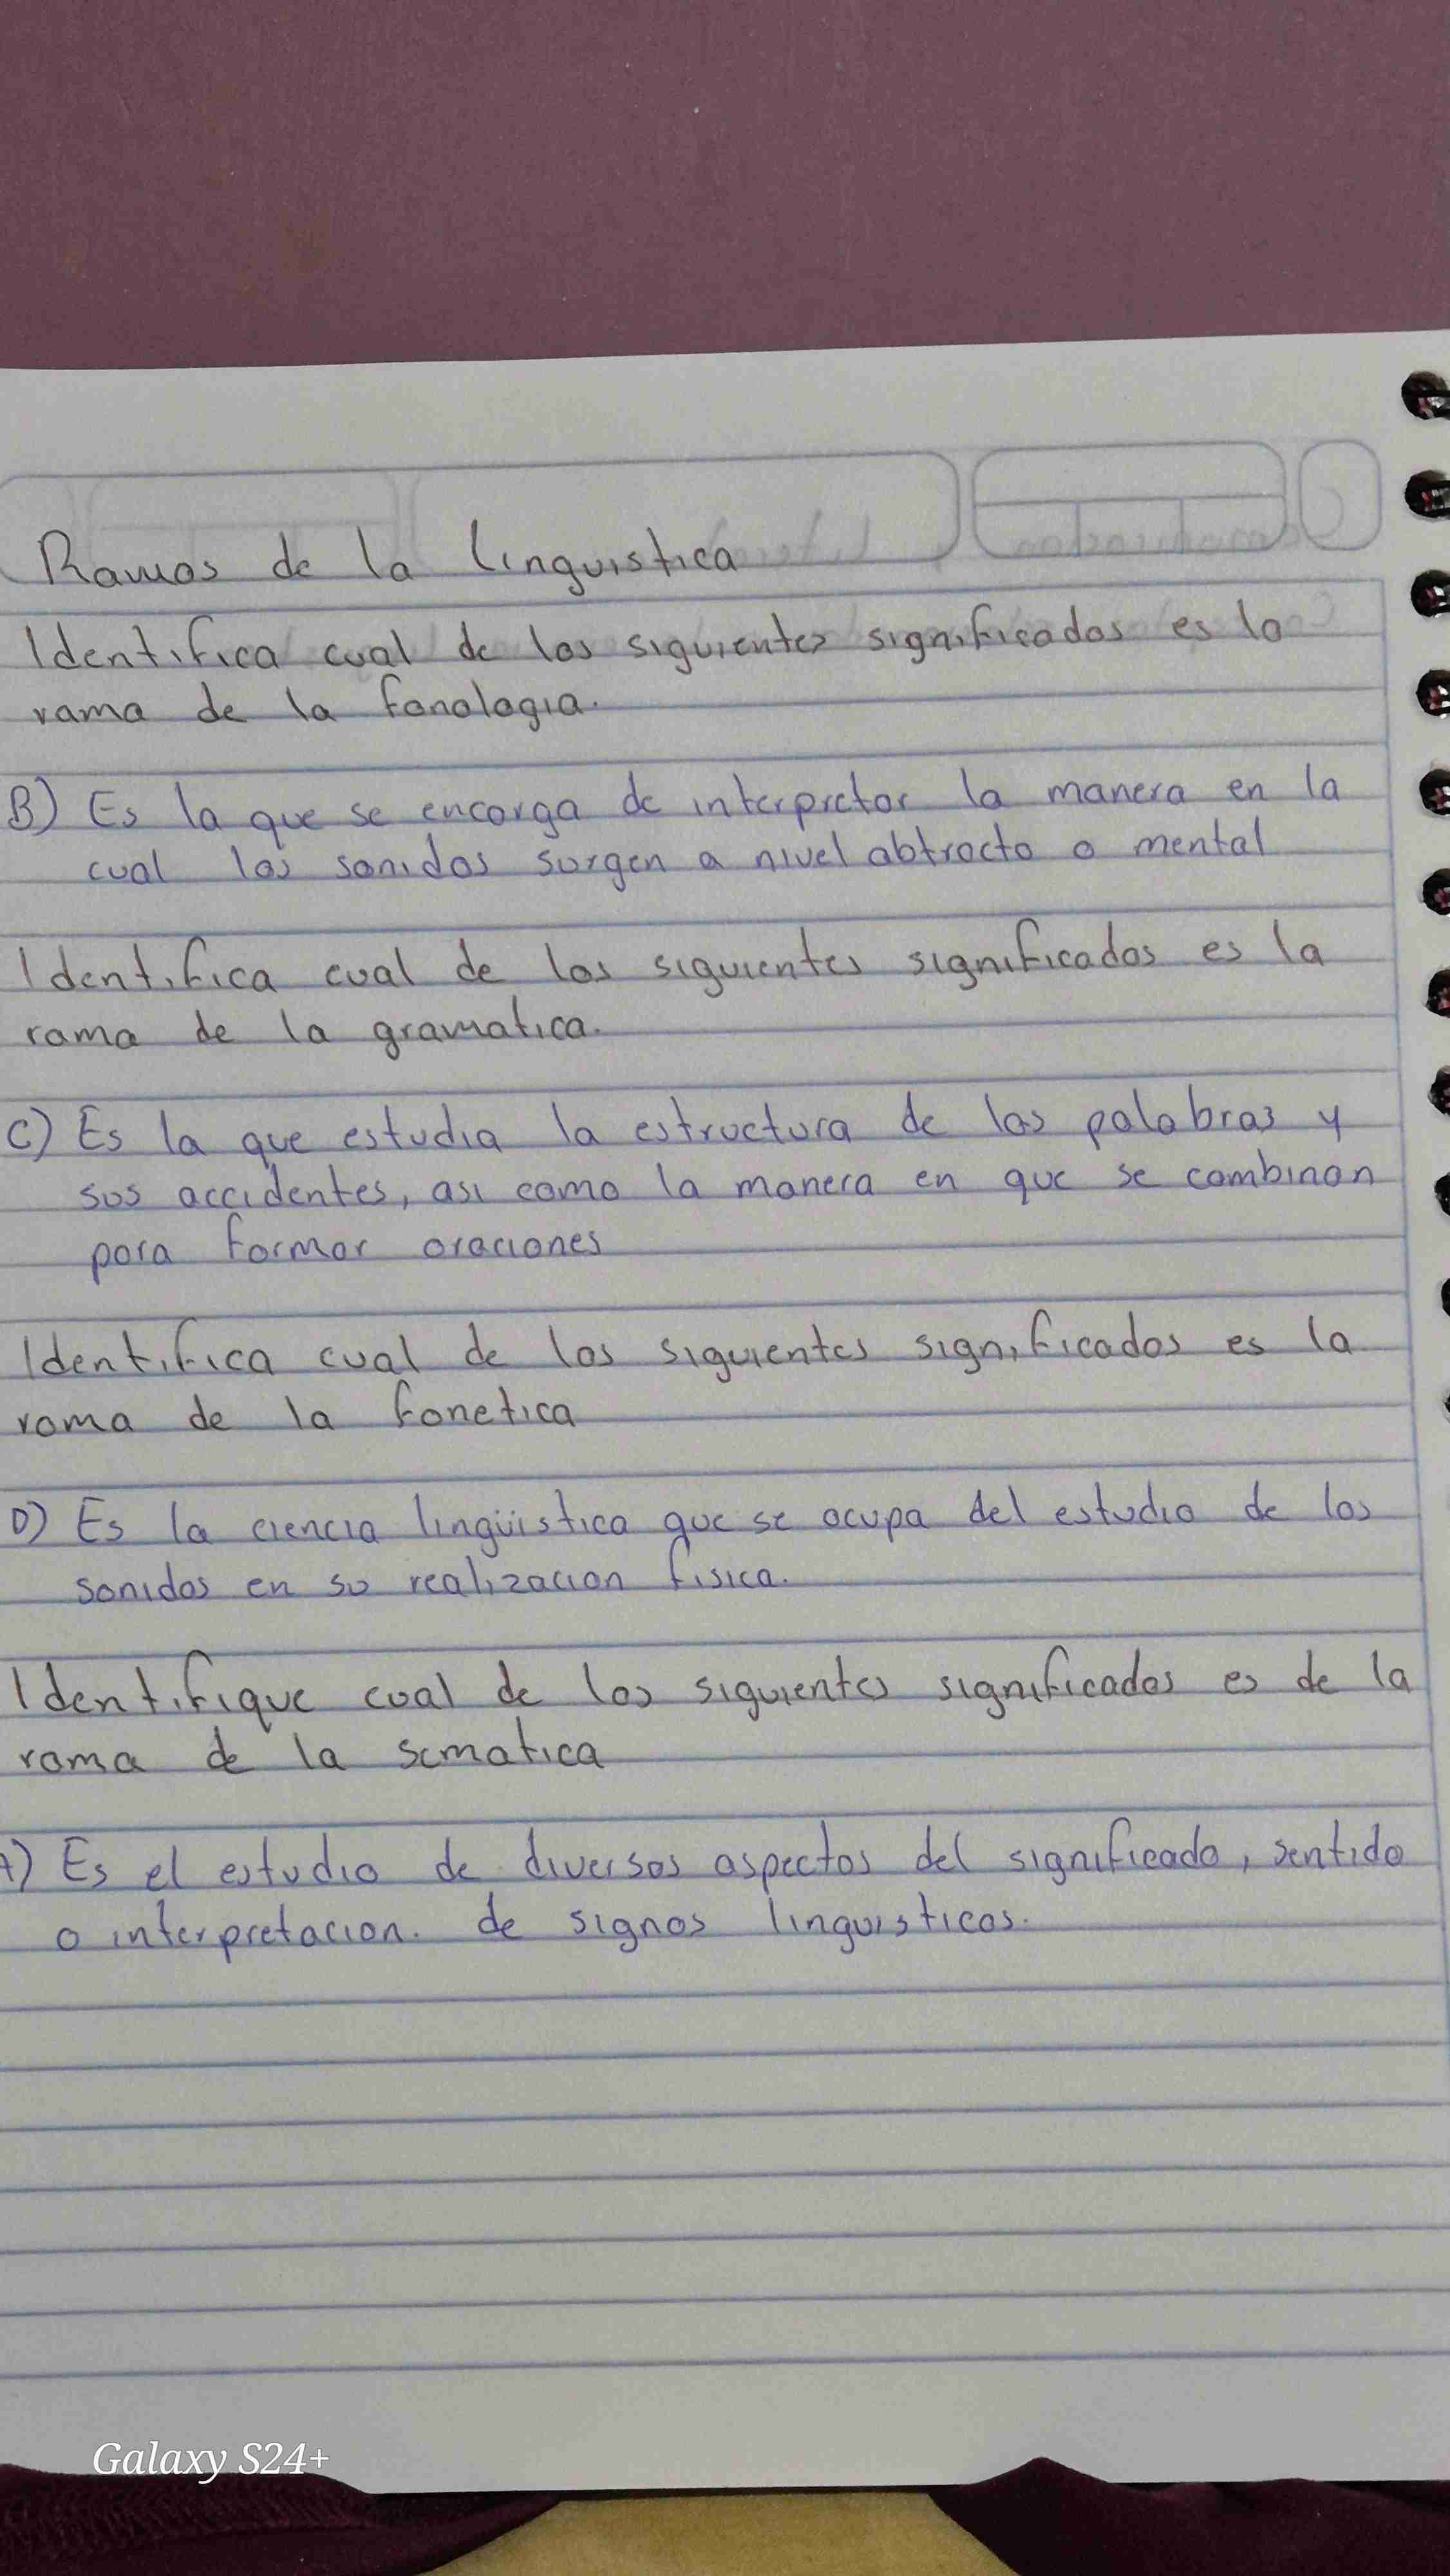 Ramas de la linguistica
Identifica cual de los siguientes significados es la
rama de la fonologia.
B) Es la que se encarga de interpretar la manera en la
cual los sonidos surgen a nivel abtracto o mental
Identifica cual de los siguientes significados es la
rama de la gramatica.
C) Es la que estudia la estructura de las palabras y
sus accidentes, asi como la manera en que se combinan
para formar oraciones
Identifica cual de los siguientes significados es la
rama de la fonetica
D) Es la ciencia lingüistica que se ocupa del estudio de los
sonidos en su realizacion fisica.
Identifique cual de los siguientes significados es de la
rama de la sematica
A) Es el estudio de diversos aspectos del significado, sentido
o interpretacion. de signos linguisticos.
Galaxy S24+